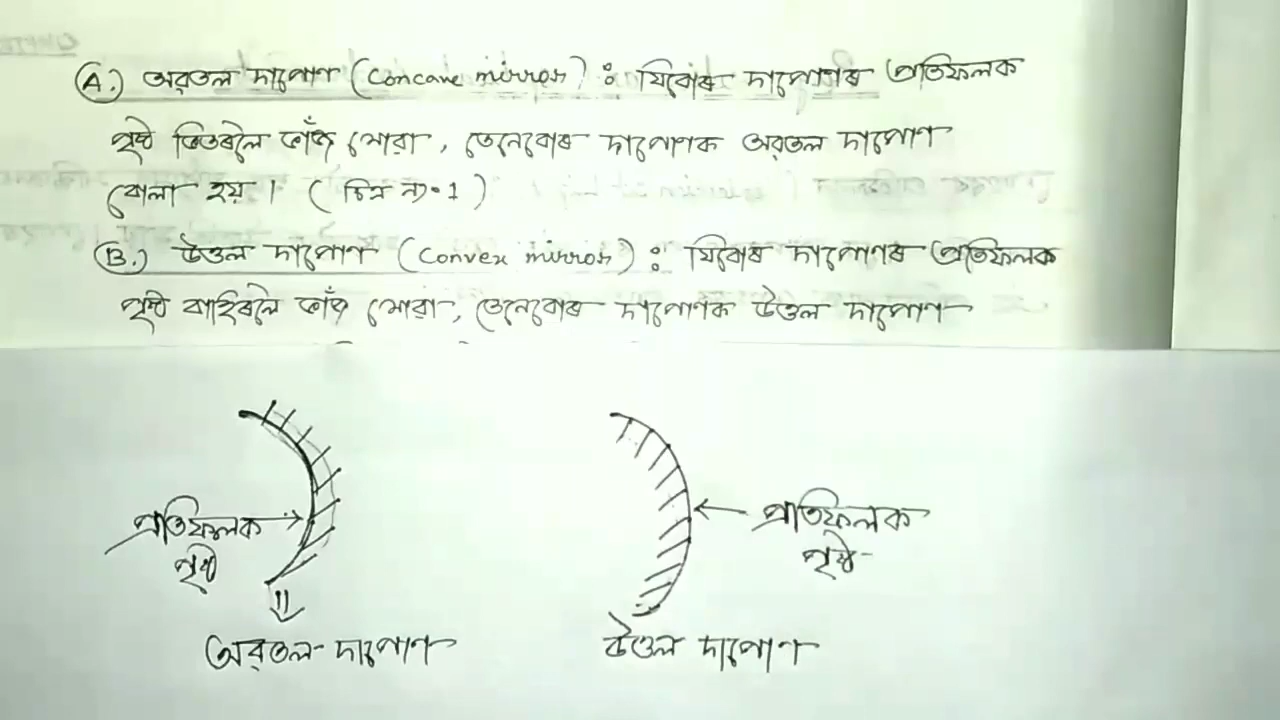 A.) অৱতল দাপোণ (Concave mirror) : যিবোৰ দাপোণৰ প্ৰতিফলক
পৃষ্ঠ ভিতৰলৈ ভাঁজ খোৱা, তেনেবোৰ দাপোণক অৱতল দাপোণ
বোলা হয়। (চিত্ৰ নং 1)
B.) উত্তল দাপোণ (Convex mirror) : যিবোৰ দাপোণৰ প্ৰতিফলক
পৃষ্ঠ বাহিৰলৈ ভাঁজ খোৱা, তেনেবোৰ দাপোণক উত্তল দাপোণ
প্ৰতিফলক
পৃষ্ঠ
অৱতল দাপোণ
প্ৰতিফলক
পৃষ্ঠ
উত্তল দাপোণ